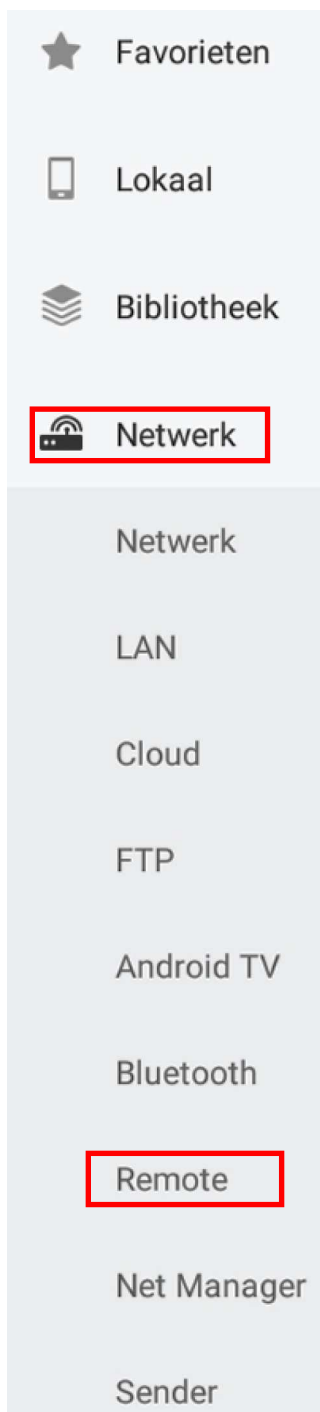 Favorieten
Lokaal
Bibliotheek
Netwerk
Netwerk
LAN
Cloud
FTP
Android TV
Bluetooth
Remote
Net Manager
Sender